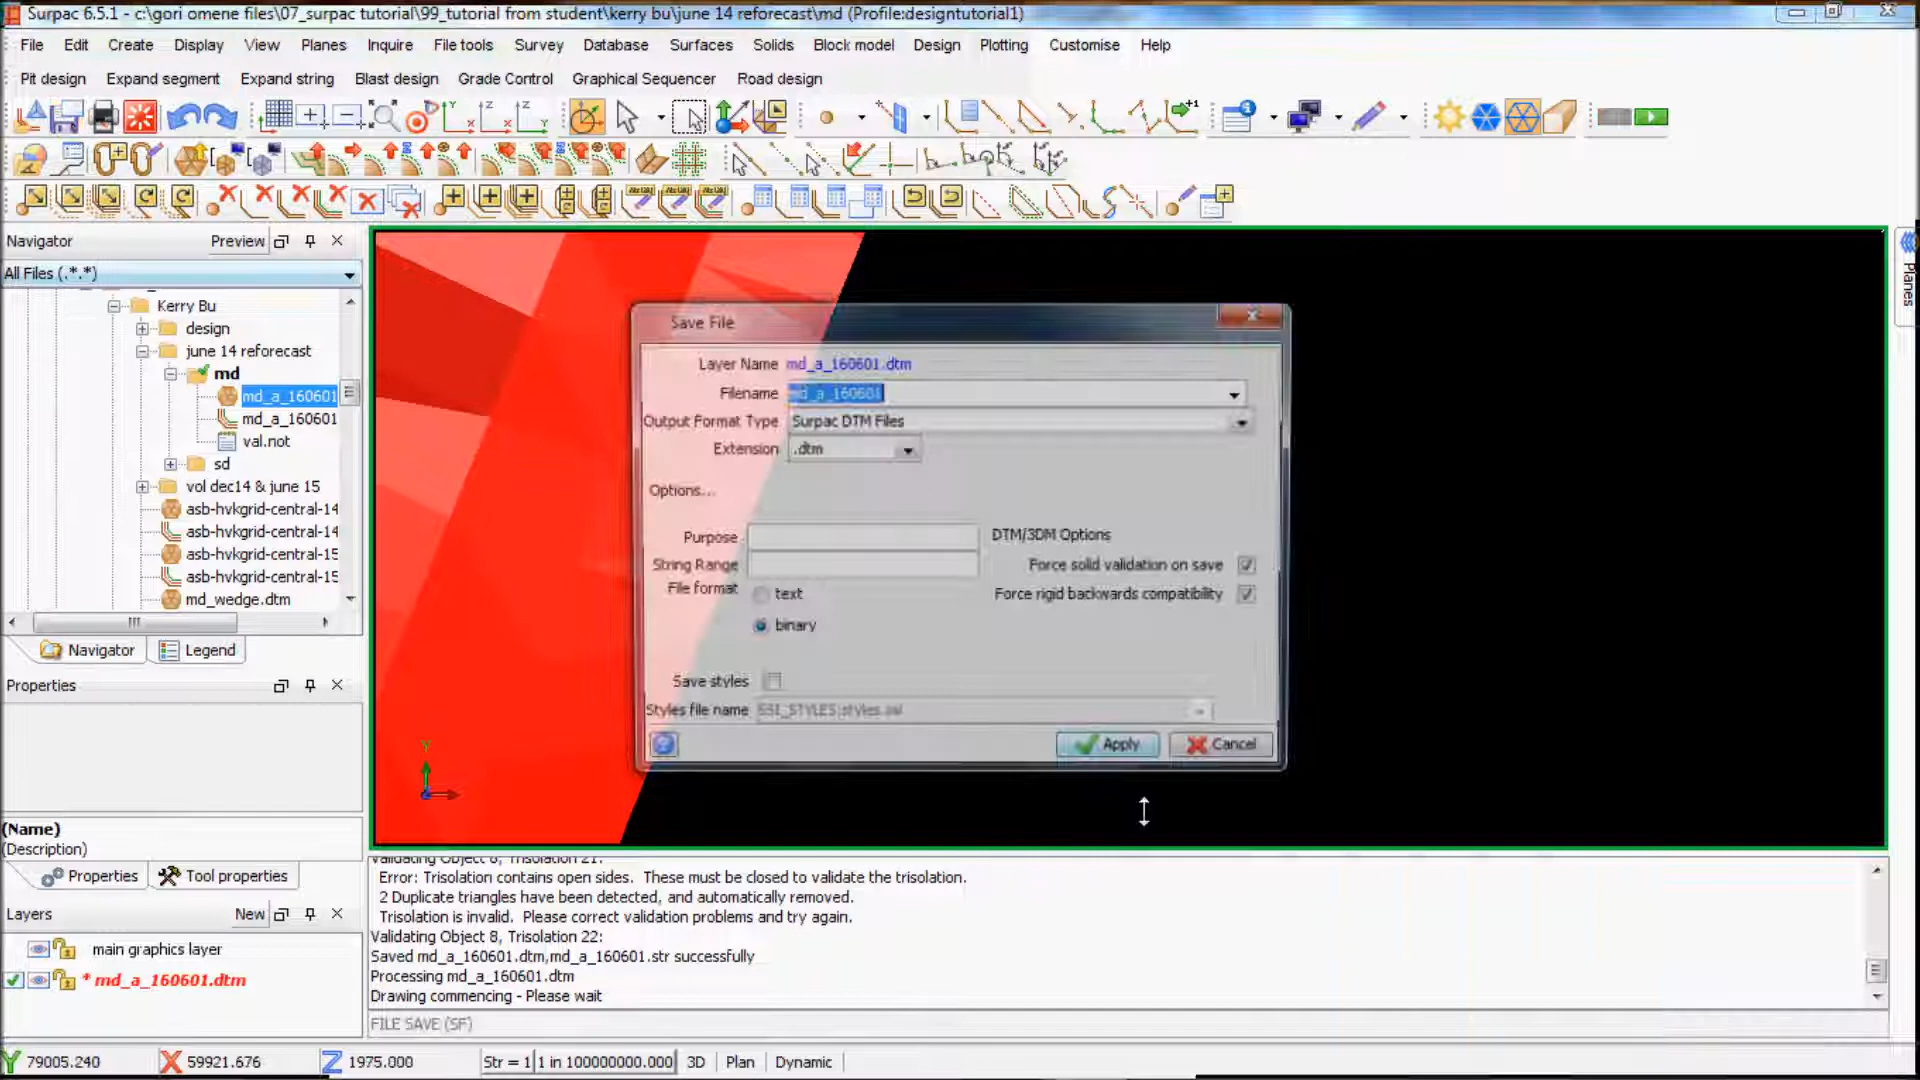 Surpac 6.5.1 - c:\gori omene files\07_surpac tutorial\99_tutorial from student\kerry bu\june 14 reforecast\md (Profile:designtutorial1)
File Edit Create Display View Planes Inquire File tools Survey Database Surfaces Solids Block model Design Plotting Customise Help
Pit design Expand segment Expand string Blast design Grade Control Graphical Sequencer Road design
Navigator Preview
All Files (.*.*)
Kerry Bu
design
june 14 reforecast
md
md_a_160601
md_a_160601
val.not
sd
vol dec14 & june 15
asb-hvkgrid-central-14
asb-hvkgrid-central-14
asb-hvkgrid-central-15
asb-hvkgrid-central-15
md_wedge.dtm
Navigator Legend
Properties
(Name)
(Description)
Properties Tool properties
Layers New
main graphics layer
* md_a_160601.dtm
Planes
Save File
Layer Name md_a_160601.dtm
Filename md_a_160601
Output Format Type Surpac DTM Files
Extension .dtm
Options...
Purpose
DTM/3DM Options
String Range
Force solid validation on save
File format text
Force rigid backwards compatibility
binary
Save styles
Styles file name SSI_STYLES:styles.ssi
Apply Cancel
Y
Validating Object 8, Trisolation 21:
Error: Trisolation contains open sides. These must be closed to validate the trisolation.
2 Duplicate triangles have been detected, and automatically removed.
Trisolation is invalid. Please correct validation problems and try again.
Validating Object 8, Trisolation 22:
Saved md_a_160601.dtm,md_a_160601.str successfully
Processing md_a_160601.dtm
Drawing commencing - Please wait
FILE SAVE (SF)
Y 79005.240 X 59921.676 Z 1975.000 Str = 1 1 in 100000000.000 3D Plan Dynamic